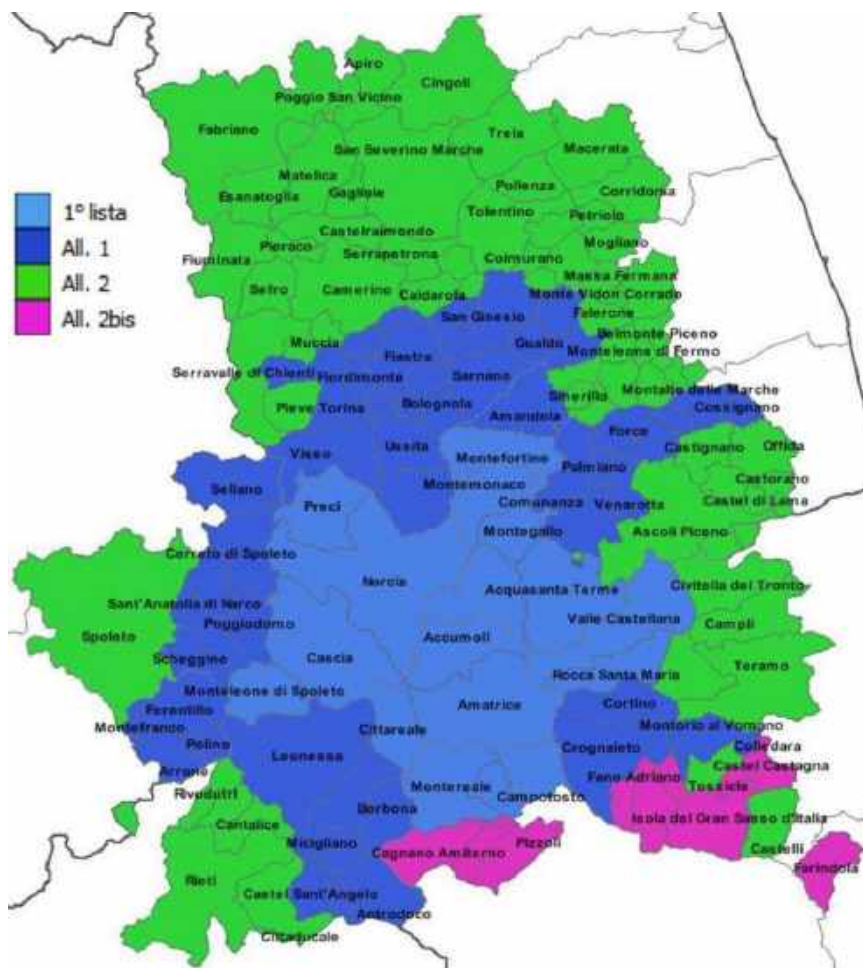 Apiro
Cingoli
Poggio San Vicino
Fabriano
Treia
San Severino Marche
Macerata
Matelica
Pollenza
Esanatoglia
Gagliole
Corridonia
1° lista
Tolentino
Petriolo
All. 1
Castelraimondo
Mogliano
Pioraco
Serrapetrona
All. 2
Fiuminata
Colmurano
Massa Fermana
All. 2bis
Sefro
Camerino
Caldarola
Monte Vidon Corrado
San Ginesio
Falerone
Muccia
Gualdo
Belmonte Piceno
Fiastra
Monteleone di Fermo
Serravalle di Chienti
Fiordimonte
Sarnano
Smerillo
Montalto delle Marche
Pieve Torina
Bolognola
Amandola
Cossignano
Force
Visso
Ussita
Montefortino
Castignano
Offida
Palmiano
Sellano
Montemonaco
Castorano
Preci
Comunanza
Venarotta
Castel di Lama
Montegallo
Ascoli Piceno
Cerreto di Spoleto
Norcia
Acquasanta Terme
Civitella del Tronto
Sant'Anatolia di Narco
Valle Castellana
Poggiodomo
Campli
Spoleto
Accumoli
Scheggino
Cascia
Teramo
Rocca Santa Maria
Monteleone di Spoleto
Ferentillo
Amatrice
Cortino
Montefranco
Cittareale
Montorio al Vomano
Polino
Leonessa
Crognaleto
Colledara
Arrone
Fano Adriano
Castel Castagna
Rivodutri
Montereale
Tossicia
Borbona
Campotosto
Cantalice
Isola del Gran Sasso d'Italia
Micigliano
Pizzoli
Cagnano Amiterno
Castelli
Rieti
Farindola
Castel Sant'Angelo
Antrodoco
Cittaducale